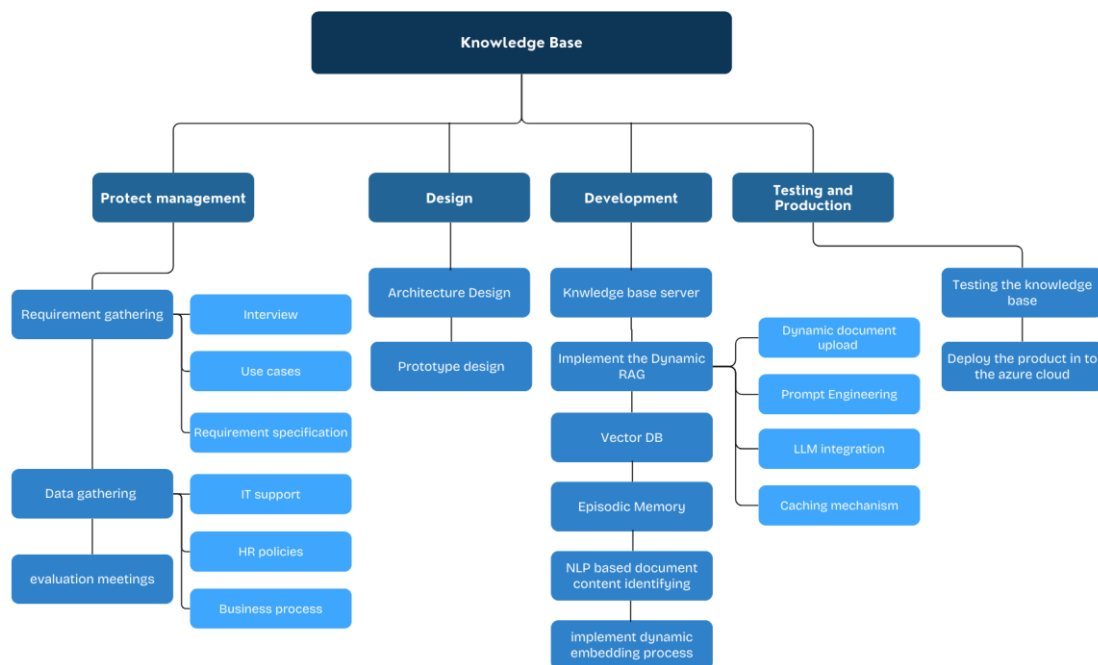 Knowledge Base
Protect management
Design
Development
Testing and
Production
Requirement gathering
Interview
Use cases
Requirement specification
Data gathering
IT support
HR policies
Business process
evaluation meetings
Architecture Design
Prototype design
Knwledge base server
Implement the Dynamic
RAG
Dynamic document
upload
Prompt Engineering
LLM integration
Caching mechanism
Vector DB
Episodic Memory
NLP based document
content identifying
implement dynamic
embedding process
Testing the knowledge
base
Deploy the product in to
the azure cloud